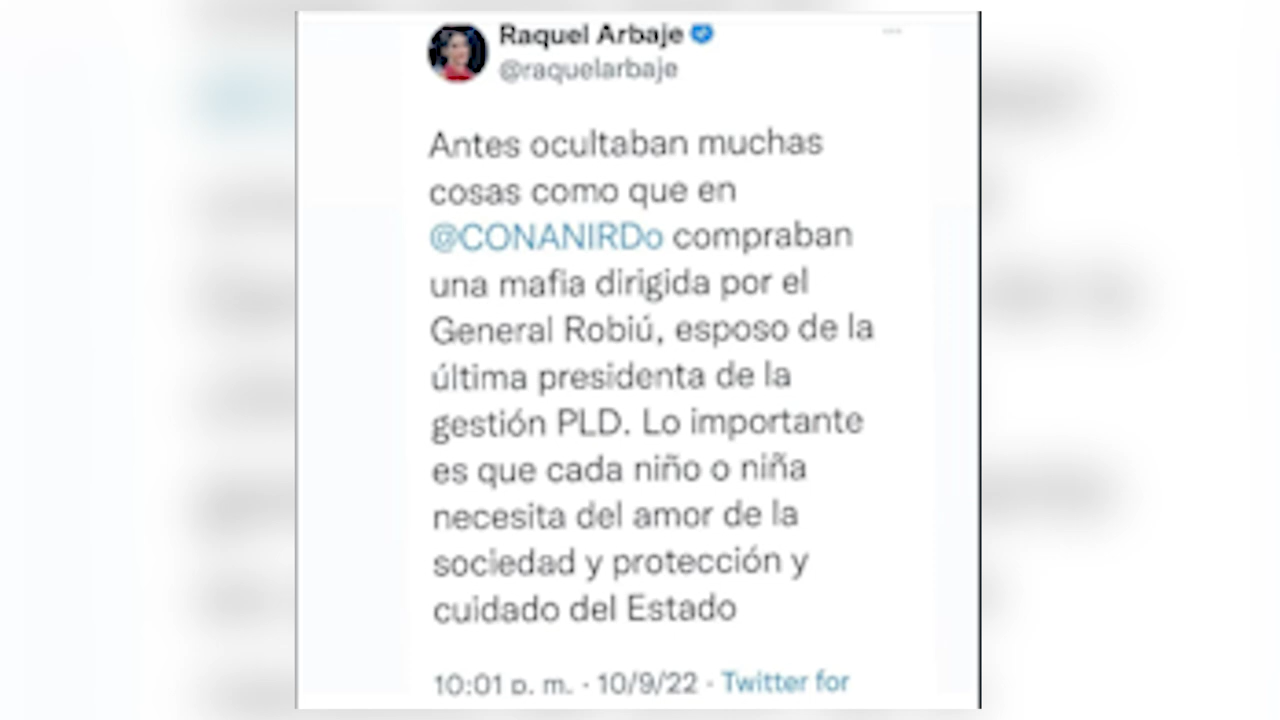 Raquel Arbaje
@raquelarbaje
Antes ocultaban muchas
cosas como que en
@CONANIRDo compraban
una mafia dirigida por el
General Robiú, esposo de la
última presidenta de la
gestión PLD. Lo importante
es que cada niño o niña
necesita del amor de la
sociedad y protección y
cuidado del Estado
10:01 p. m. · 10/9/22 · Twitter for